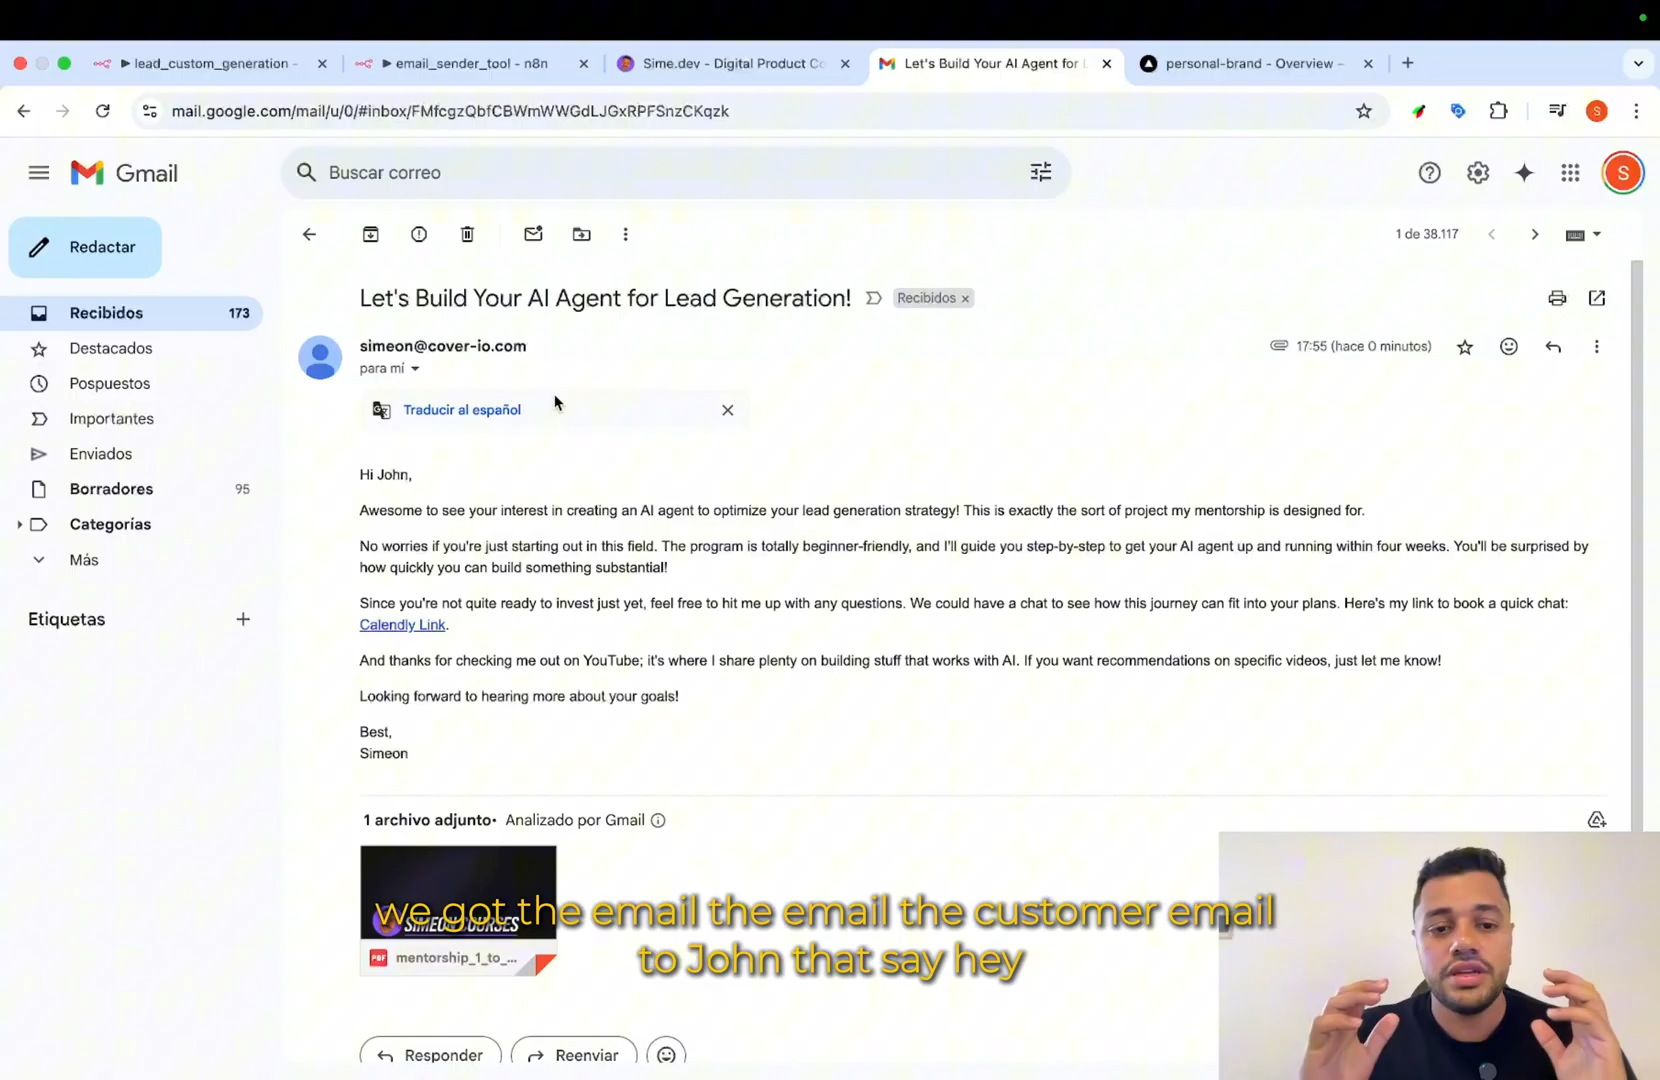 lead_custom_generation -
email_sender_tool - n8n
Sime.dev - Digital Product Co
Let's Build Your AI Agent for L
personal-brand - Overview –
mail.google.com/mail/u/0/#inbox/FMfcgzQbfCBWmWWGdLJGxRPFSnzCKqzk
S
Gmail
Buscar correo
S
Redactar
1 de 38.117
Recibidos 173
Destacados
Pospuestos
Importantes
Enviados
Borradores 95
Categorías
Más
Etiquetas
Let's Build Your AI Agent for Lead Generation!
Recibidos ×
simeon@cover-io.com
17:55 (hace 0 minutos)
para mí
Traducir al español
Hi John,
Awesome to see your interest in creating an AI agent to optimize your lead generation strategy! This is exactly the sort of project my mentorship is designed for.
No worries if you're just starting out in this field. The program is totally beginner-friendly, and I'll guide you step-by-step to get your AI agent up and running within four weeks. You'll be surprised by
how quickly you can build something substantial!
Since you're not quite ready to invest just yet, feel free to hit me up with any questions. We could have a chat to see how this journey can fit into your plans. Here's my link to book a quick chat:
Calendly Link.
And thanks for checking me out on YouTube; it's where I share plenty on building stuff that works with AI. If you want recommendations on specific videos, just let me know!
Looking forward to hearing more about your goals!
Best,
Simeon
1 archivo adjunto • Analizado por Gmail
SIMEON COURSES
PDF mentorship_1_to_...
we got the email the email the customer email
to John that say hey
Responder
Reenviar